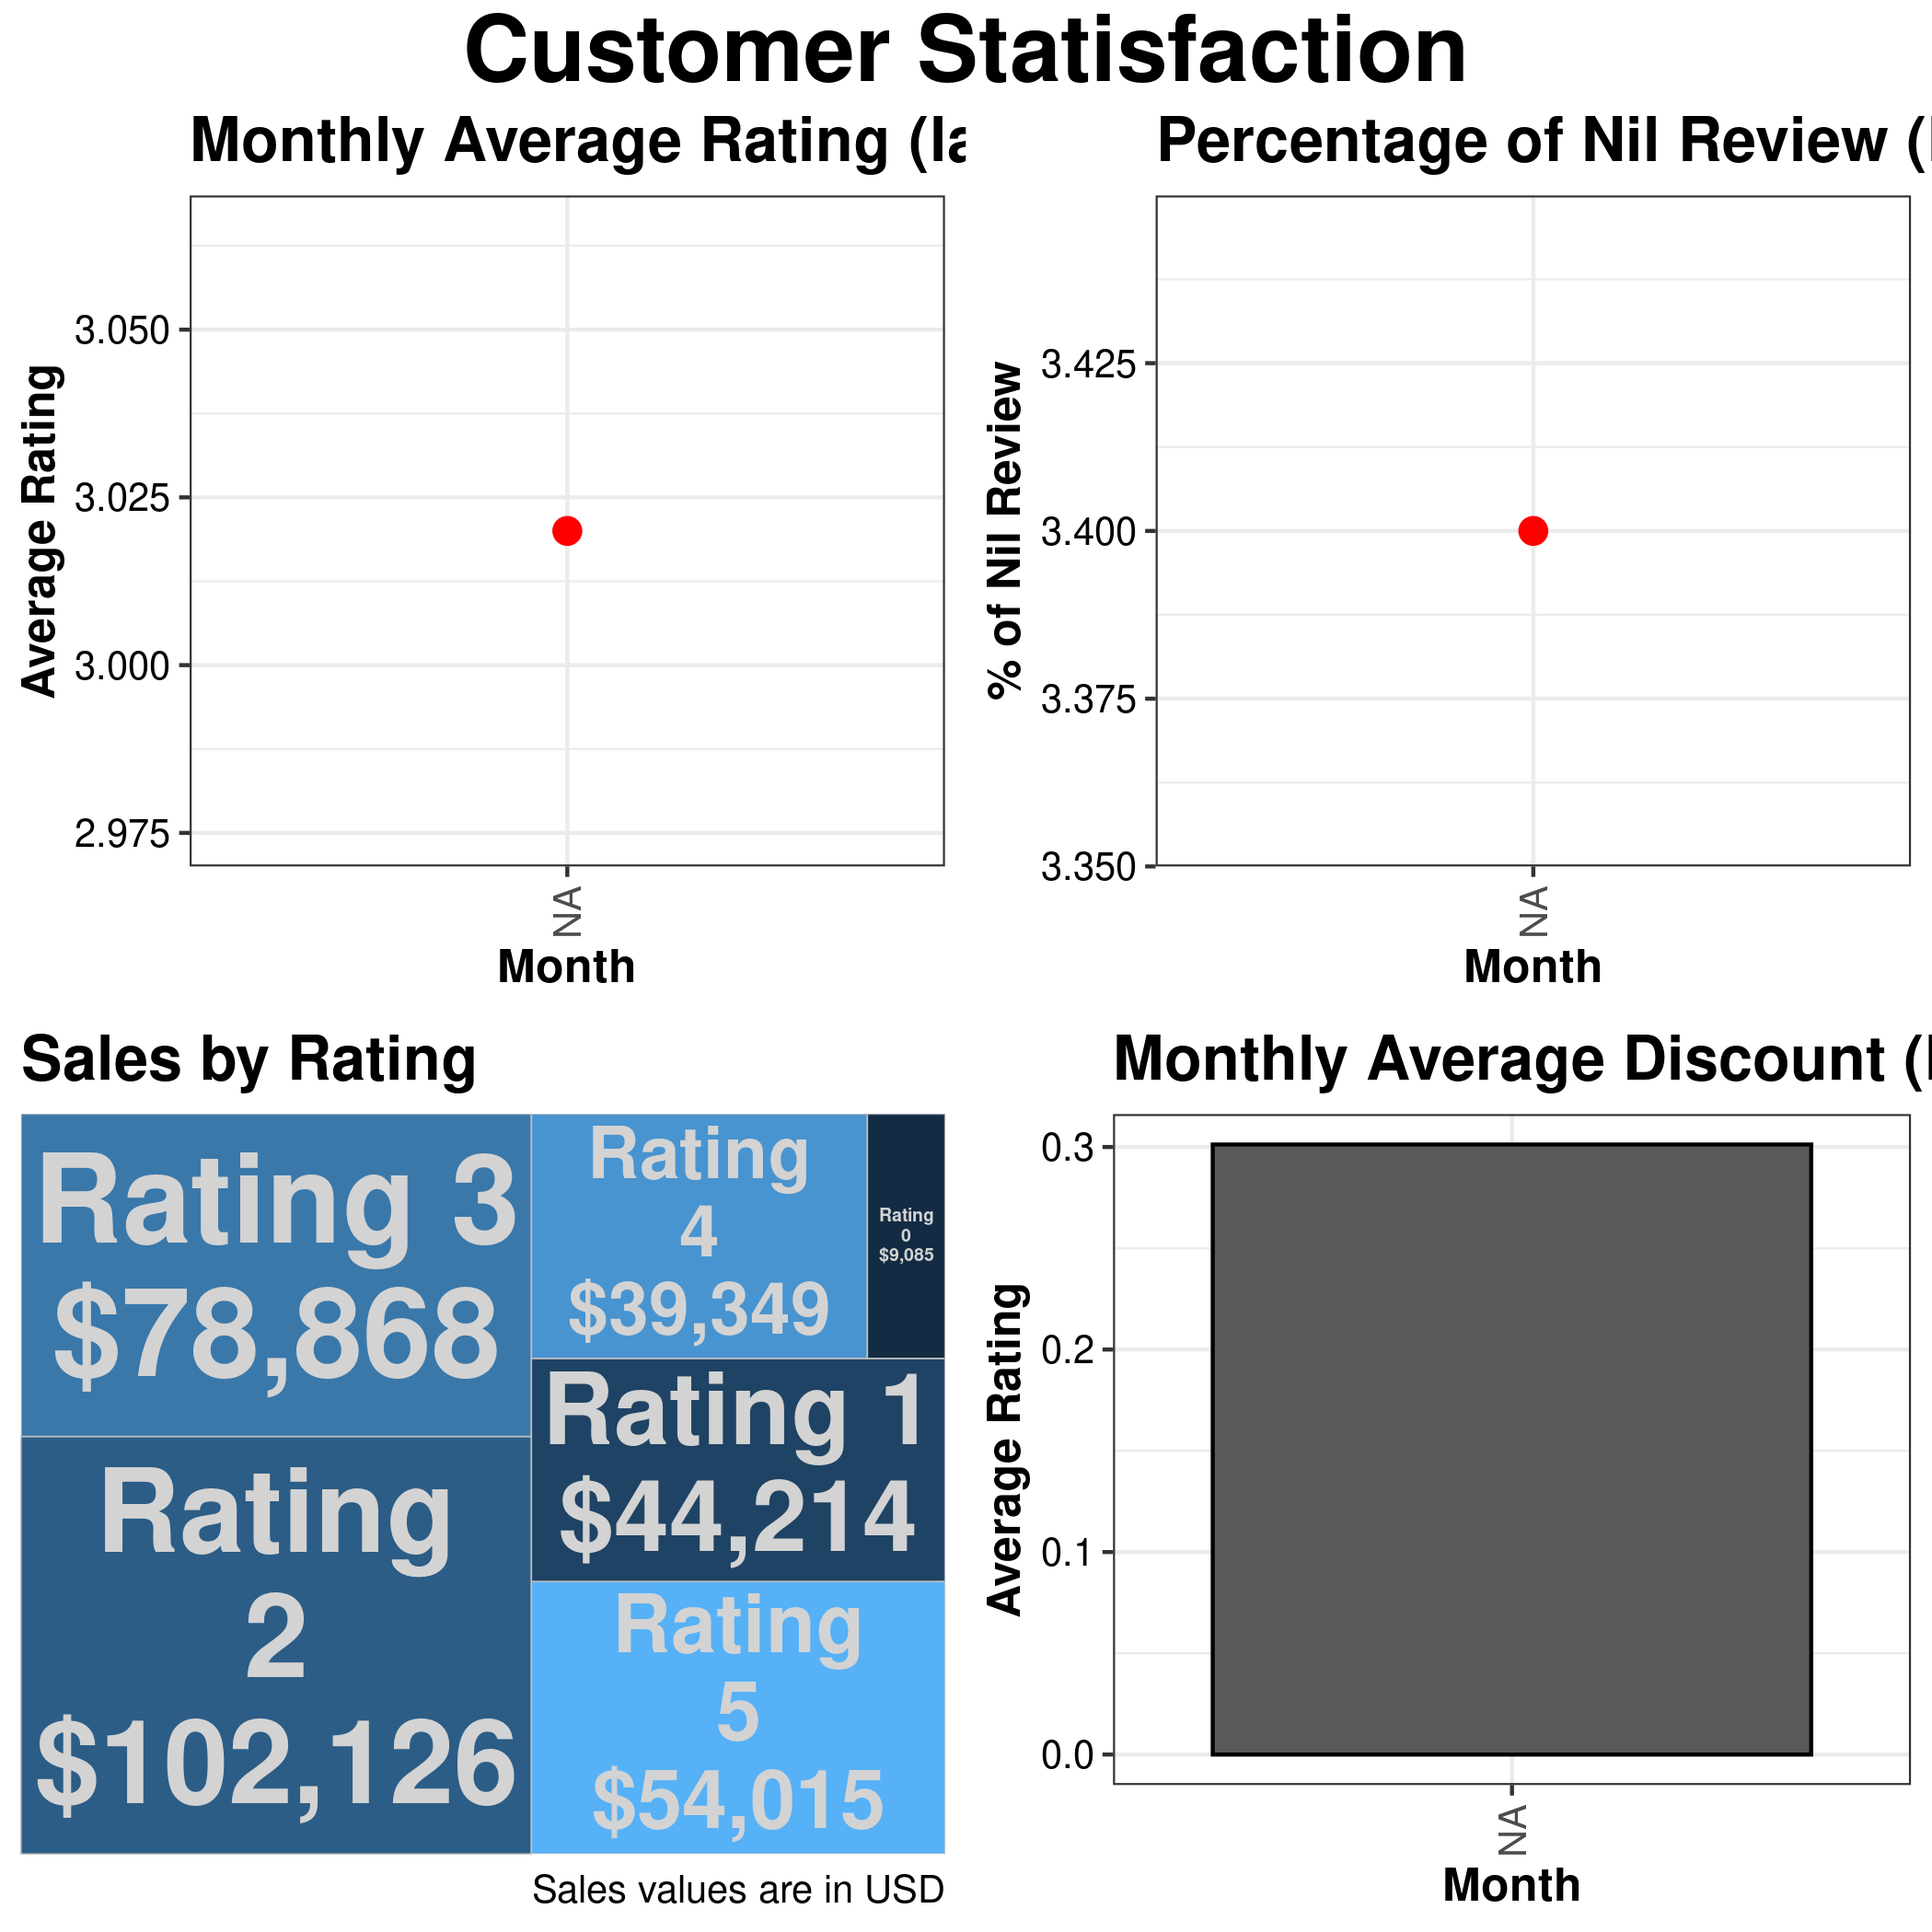 Customer Statisfaction
Monthly Average Rating (la
Average Rating
3.050
3.025
3.000
2.975
NA
Month
Percentage of Nil Review (
% of Nil Review
3.425
3.400
3.375
3.350
NA
Month
Sales by Rating
Rating 3
$78,868
Rating
4
$39,349
Rating
0
$9,085
Rating 1
$44,214
Rating
2
$102,126
Rating
5
$54,015
Sales values are in USD
Monthly Average Discount (
Average Rating
0.3
0.2
0.1
0.0
NA
Month